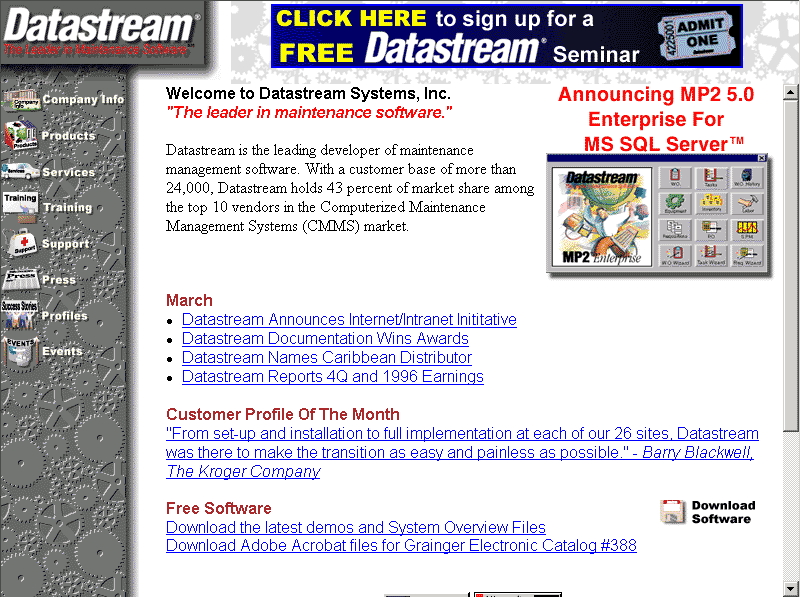 Datastream®
The Leader in Maintenance Software
CLICK HERE to sign up for a
FREE Datastream® Seminar
ADMIT
ONE
Company Info
Products
Services
Training
Training
Support
Support
Press
Press
Success Stories
Profiles
EVENTS
Events
Welcome to Datastream Systems, Inc.
"The leader in maintenance software."
Datastream is the leading developer of maintenance
management software. With a customer base of more than
24,000, Datastream holds 43 percent of market share among
the top 10 vendors in the Computerized Maintenance
Management Systems (CMMS) market.
Announcing MP2 5.0
Enterprise For
MS SQL Server™
Datastream
MP2 Enterprise
W.O.
Tasks
W.O. History
Equipment
Inventory
Labor
Requisitions
P.O.
S.P.M.
W.O Wizard
Task Wizard
Req. Wizard
March
• Datastream Announces Internet/Intranet Inititative
• Datastream Documentation Wins Awards
• Datastream Names Caribbean Distributor
• Datastream Reports 4Q and 1996 Earnings
Customer Profile Of The Month
"From set-up and installation to full implementation at each of our 26 sites, Datastream
was there to make the transition as easy and painless as possible." - Barry Blackwell,
The Kroger Company
Free Software
Download the latest demos and System Overview Files
Download Adobe Acrobat files for Grainger Electronic Catalog #388
Download
Software